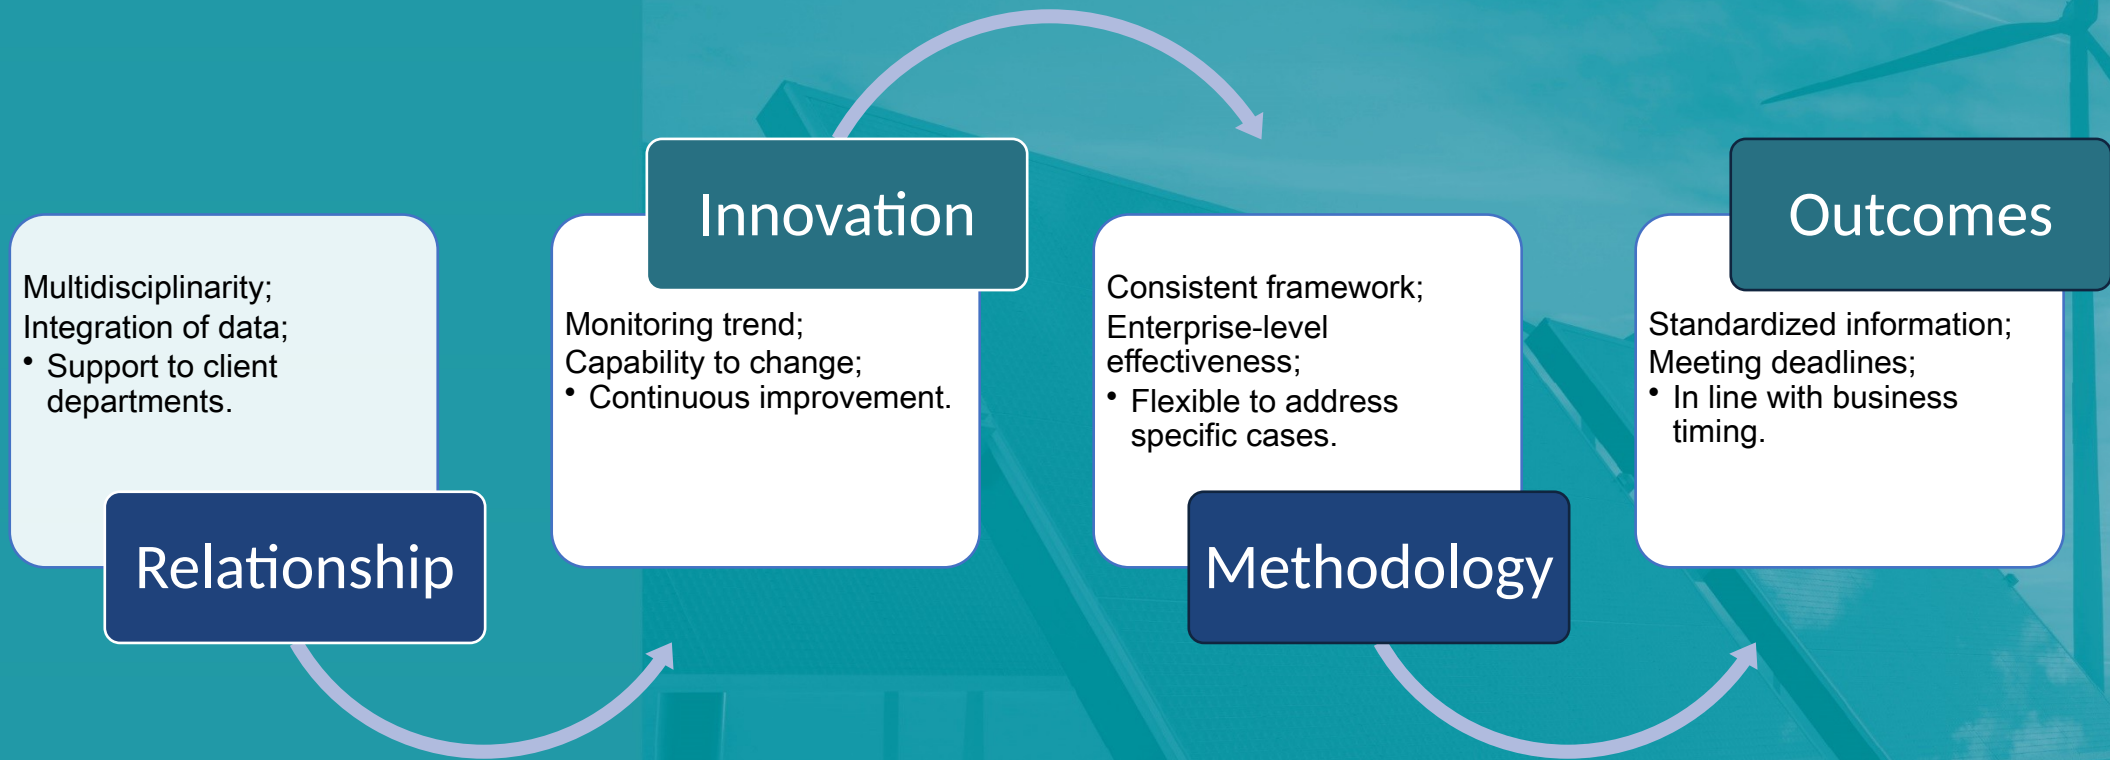 Multidisciplinarity;
Integration of data;
• Support to client
departments.
Relationship
Innovation
Monitoring trend;
Capability to change;
• Continuous improvement.
Consistent framework;
Enterprise-level
effectiveness;
• Flexible to address
specific cases.
Methodology
Outcomes
Standardized information;
Meeting deadlines;
• In line with business
timing.